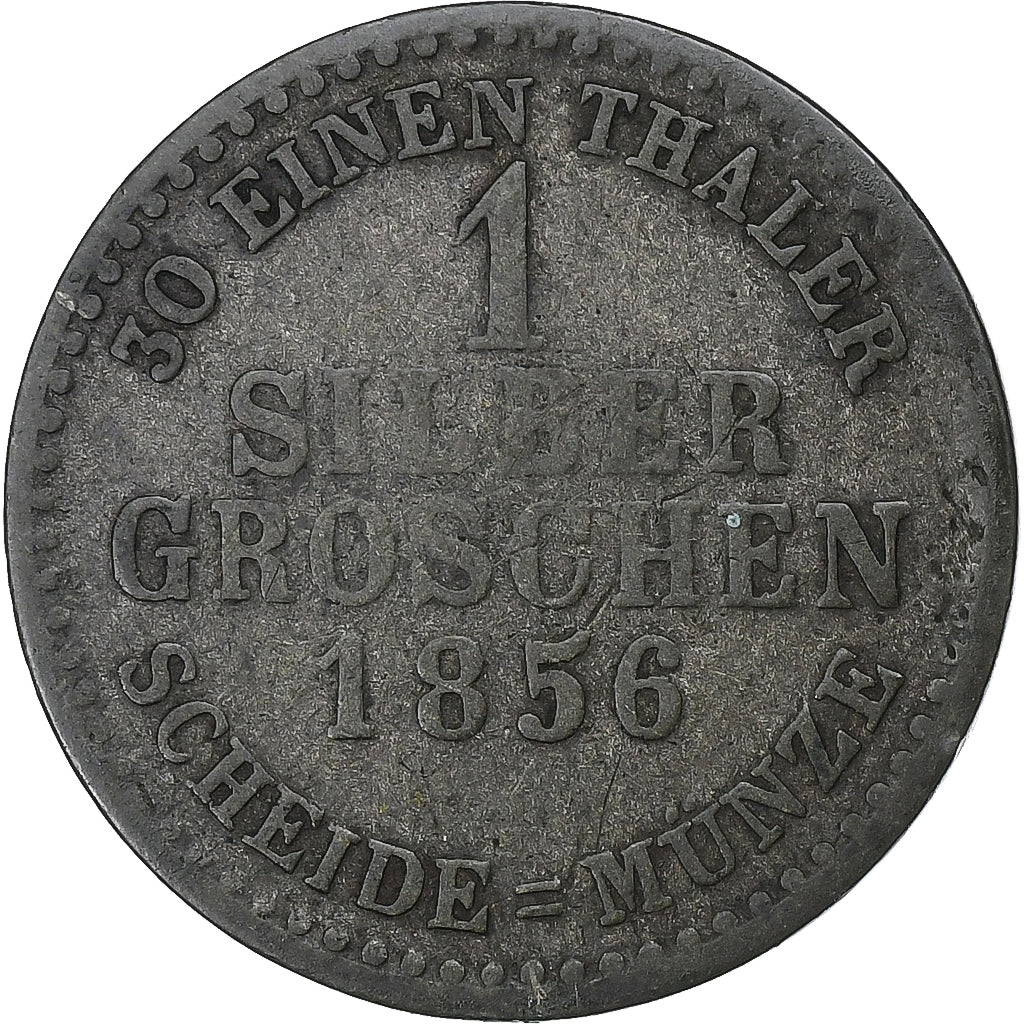 30 EINEN THALER
1
SILBER
GROSCHEN
1856
SCHEIDE = MÜNZE